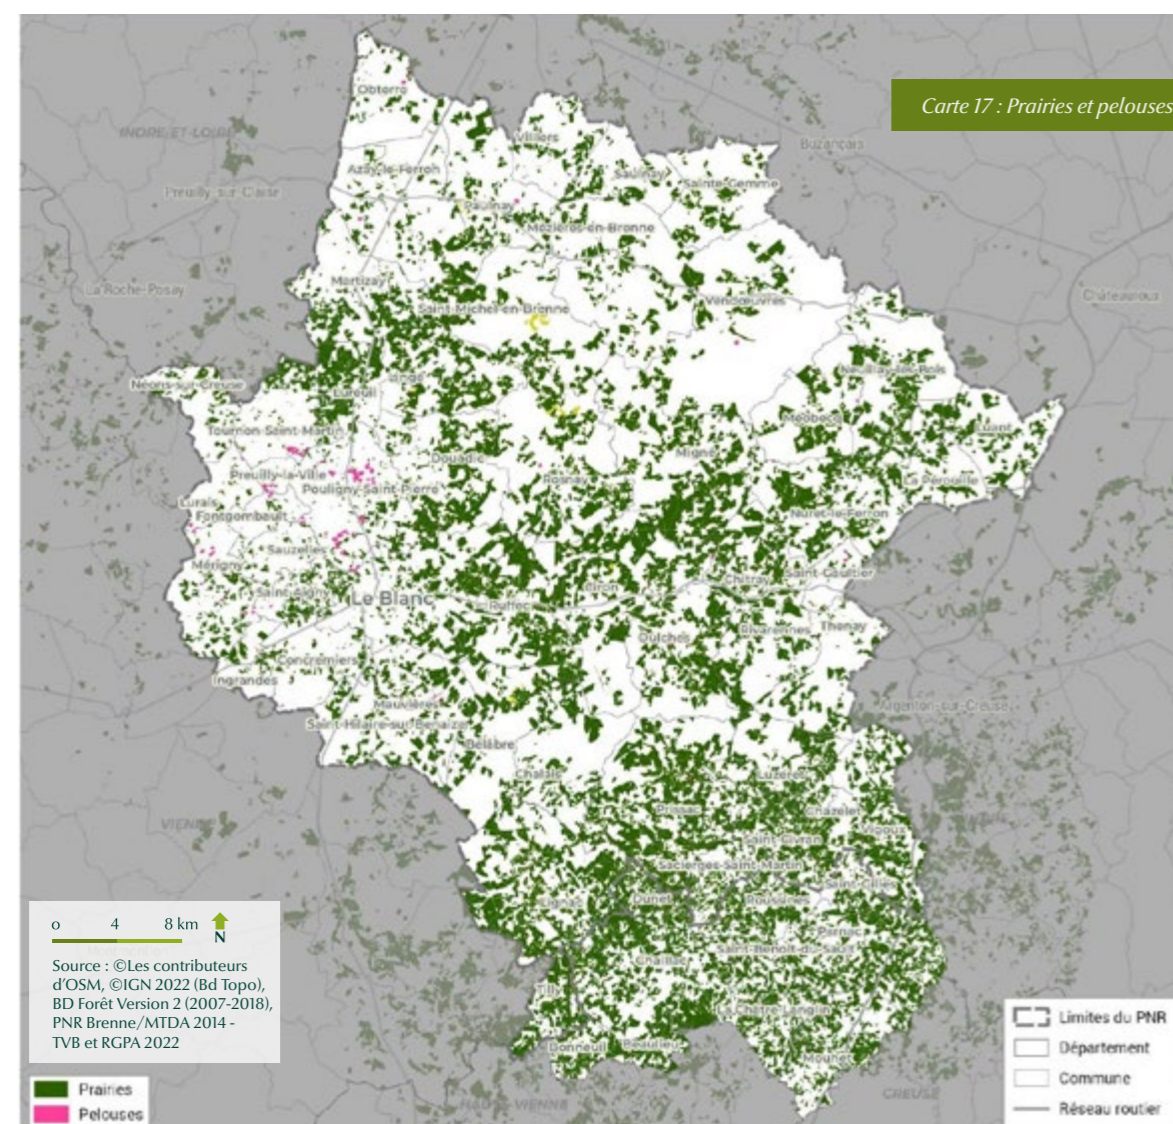 Carte 17 : Prairies et pelouses
Obterre
INDRE-ET-LOIRE
Villiers
Buzançais
Azay-le-Ferron
Saulnay
Sainte-Gemme
Preuilly-sur-Claise
Paulnay
Mézières-en-Brenne
Martizay
La Roche-Posay
Châteauroux
Vendœuvres
Saint-Michel-en-Brenne
Neuillay-les-Bois
Néons-sur-Creuse
Lingé
Lureuil
Méobecq
Luant
Tournon-Saint-Martin
Migné
Douadic
Preuilly-la-Ville
Rosnay
La Pérouille
Pouligny-Saint-Pierre
Lurais
Fontgombault
Nuret-le-Ferron
Sauzelles
Mérigny
Saint-Gaultier
Chitray
Ciron
Saint-Aigny
Le Blanc
Ruffec
Rivarennes
Thenay
Oulches
Concremiers
Ingrandes
Mauvières
Argenton-sur-Creuse
Saint-Hilaire-sur-Benaize
Bélâbre
Chalais
Luzeret
Prissac
Chazelet
VIENNE
Vigoux
Saint-Civran
Sacierges-Saint-Martin
Saint-Gilles
Lignac
Dunet
Roussines
Parnac
Saint-Benoît-du-Sault
Chaillac
Tilly
La Châtre-Langlin
Bonneuil
Beaulieu
Mouhet
HAUTE-VIENNE
CREUSE
0 4 8 km
N
Source : ©Les contributeurs
d'OSM, ©IGN 2022 (Bd Topo),
BD Forêt Version 2 (2007-2018),
PNR Brenne/MTDA 2014 -
TVB et RGPA 2022
Prairies
Pelouses
Limites du PNR
Département
Commune
Réseau routier